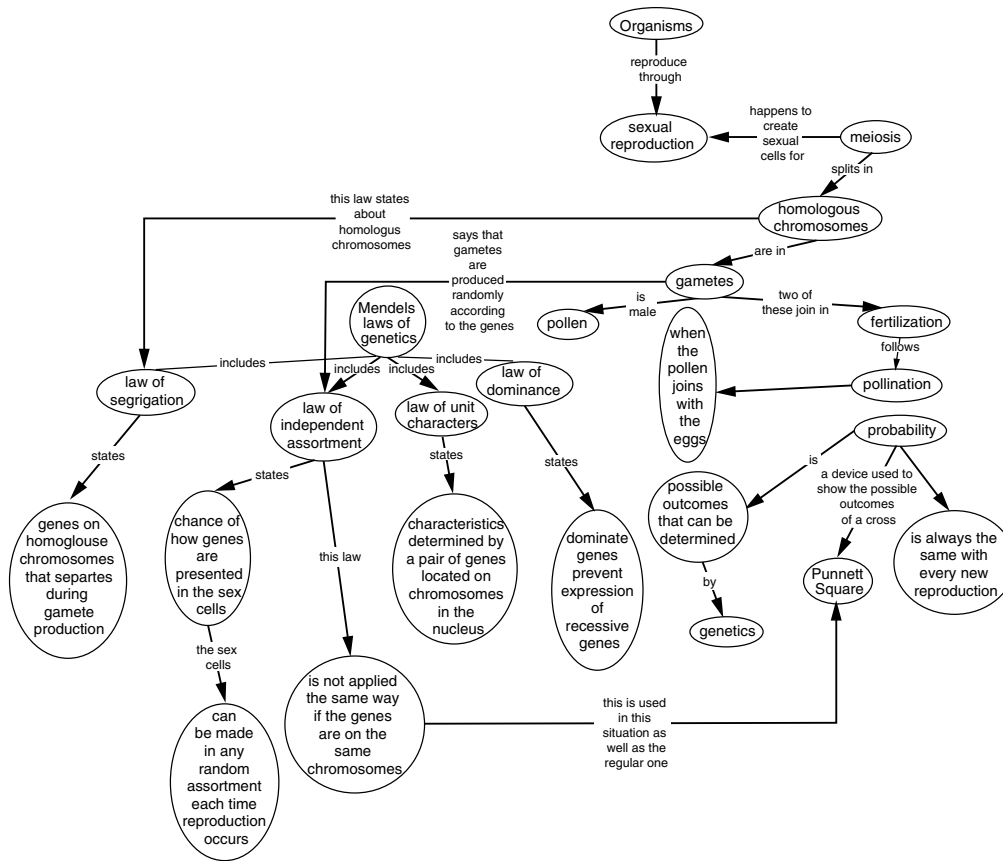 Organisms
reproduce
through
sexual
reproduction
happens to
create
sexual
cells for
meiosis
splits in
homologous
chromosomes
this law states
about
homologus
chromosomes
are in
gametes
says that
gametes
are
produced
randomly
according
to the genes
is
male
pollen
two of
these join in
fertilization
follows
pollination
when
the
pollen
joins
with
the
eggs
Mendels
laws of
genetics
includes
includes
includes
includes
law of
segrigation
law of
independent
assortment
law of unit
characters
law of
dominance
states
genes on
homoglouse
chromosomes
that separtes
during
gamete
production
states
chance of
how genes
are
presented
in the sex
cells
the sex
cells
can
be made
in any
random
assortment
each time
reproduction
occurs
this law
is not applied
the same way
if the genes
are on the
same
chromosomes
states
characteristics
determined by
a pair of genes
located on
chromosomes
in the
nucleus
states
dominate
genes
prevent
expression
of
recessive
genes
probability
is
possible
outcomes
that can be
determined
by
genetics
a device used to
show the possible
outcomes
of a cross
Punnett
Square
is always the
same with
every new
reproduction
this is used
in this
situation as
well as the
regular one